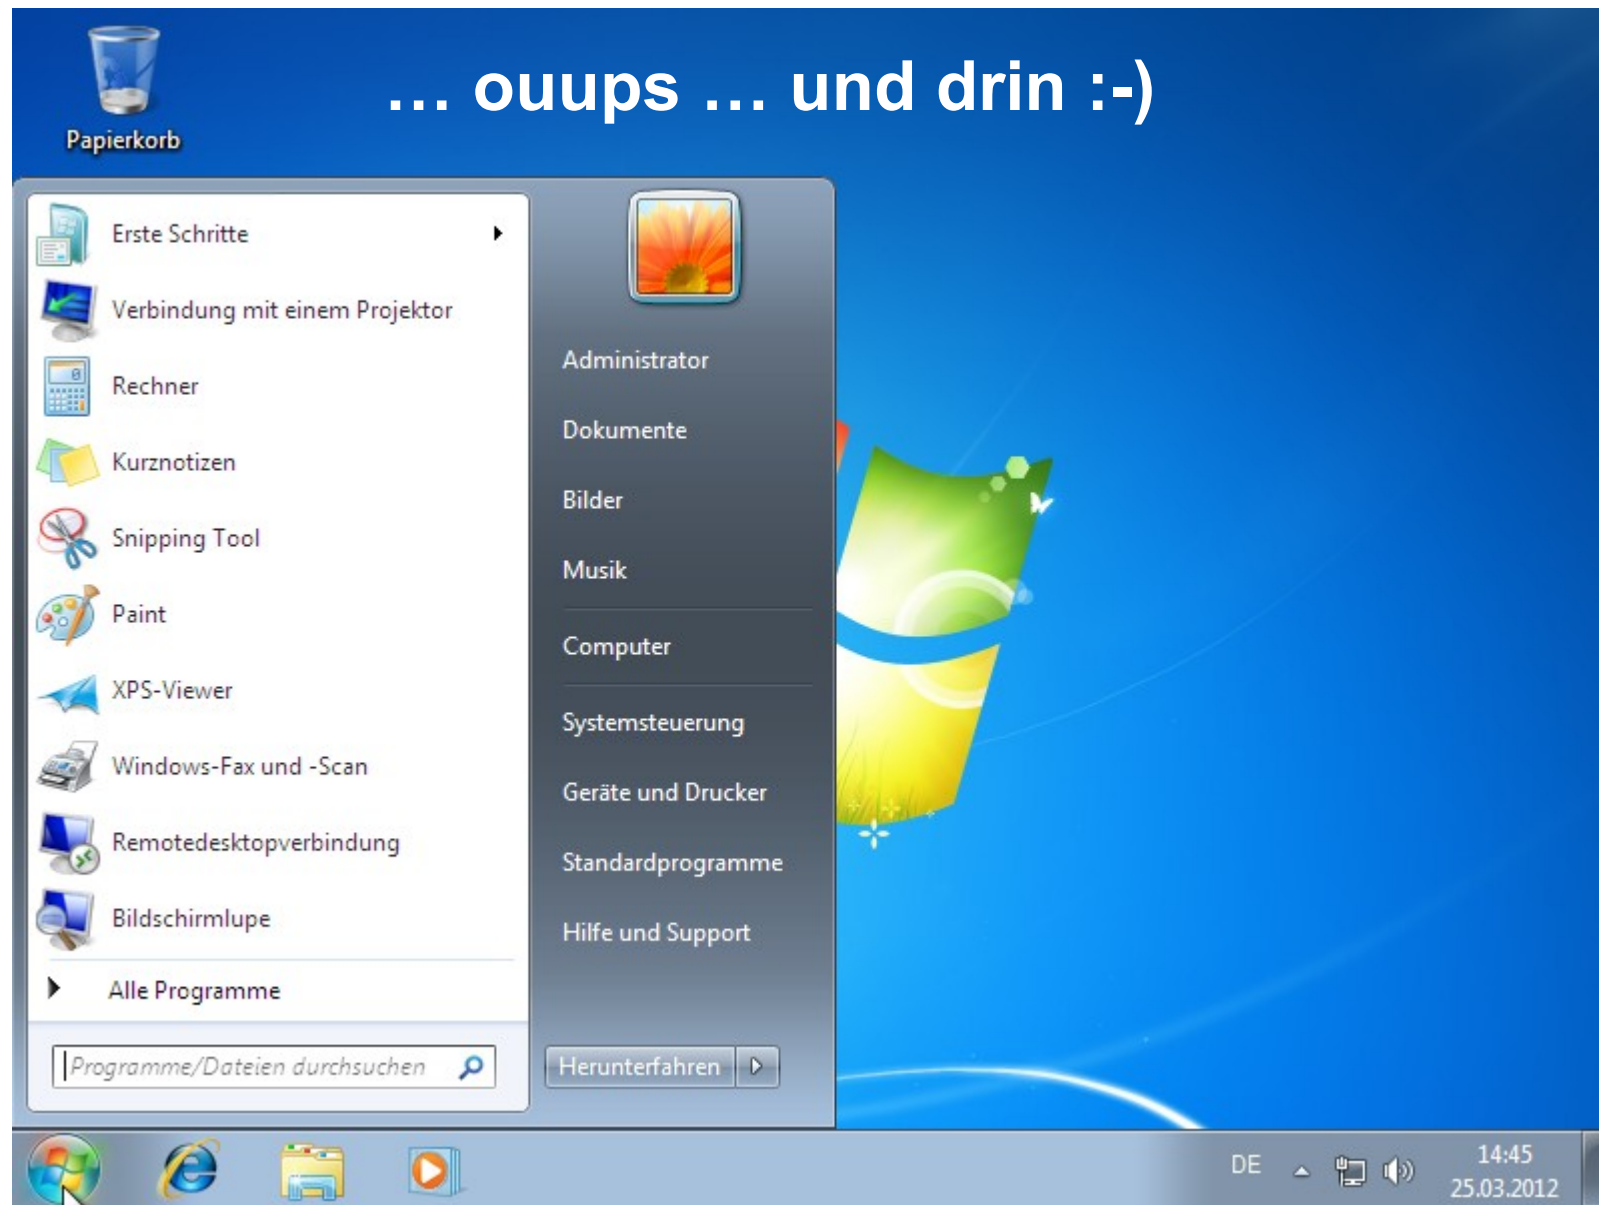 … ouups … und drin :-)
Papierkorb
Erste Schritte
Verbindung mit einem Projektor
Rechner
Kurznotizen
Snipping Tool
Paint
XPS-Viewer
Windows-Fax und -Scan
Remotedesktopverbindung
Bildschirmlupe
Alle Programme
Programme/Dateien durchsuchen
Administrator
Dokumente
Bilder
Musik
Computer
Systemsteuerung
Geräte und Drucker
Standardprogramme
Hilfe und Support
Herunterfahren
DE
14:45
25.03.2012